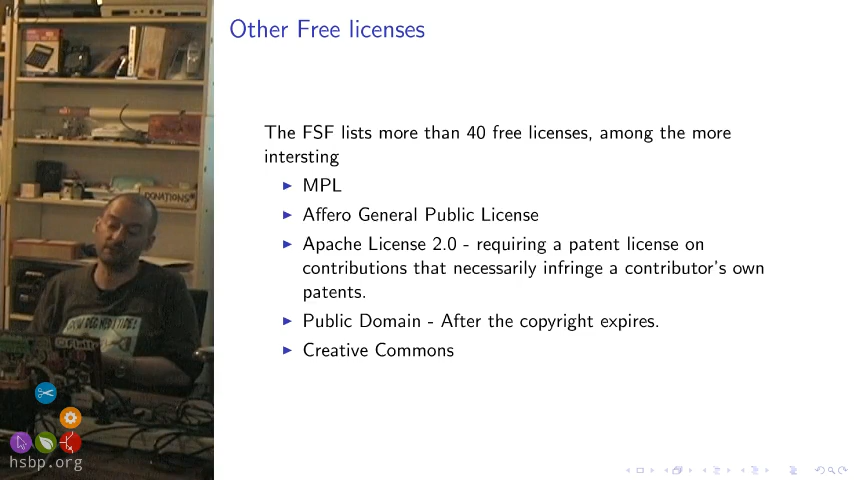 Other Free licenses
The FSF lists more than 40 free licenses, among the more
intersting
MPL
Affero General Public License
Apache License 2.0 - requiring a patent license on
contributions that necessarily infringe a contributor's own
patents.
Public Domain - After the copyright expires.
Creative Commons
DONATIONS
hsbp.org